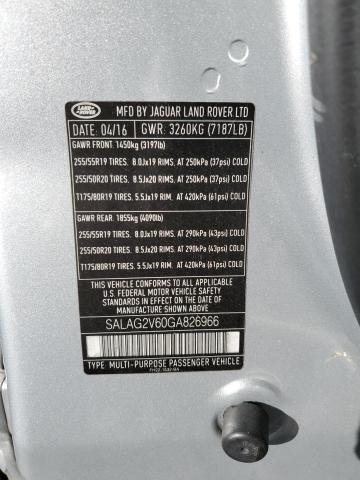 LAND-
ROVER
MFD BY JAGUAR LAND ROVER LTD
DATE: 04/16 GWR: 3260KG (7187LB)
GAWR FRONT: 1450kg (3197lb)
255/55R19 TIRES. 8.0Jx19 RIMS. AT 250kPa (37psi) COLD
255/50R20 TIRES. 8.5Jx20 RIMS. AT 250kPa (37psi) COLD
T175/80R19 TIRES. 5.5Jx19 RIM. AT 420kPa (61psi) COLD
GAWR REAR: 1855kg (4090lb)
255/55R19 TIRES. 8.0Jx19 RIMS. AT 290kPa (43psi) COLD
255/50R20 TIRES. 8.5Jx20 RIMS. AT 290kPa (43psi) COLD
T175/80R19 TIRES. 5.5Jx19 RIM. AT 420kPa (61psi) COLD
THIS VEHICLE CONFORMS TO ALL APPLICABLE
U.S. FEDERAL MOTOR VEHICLE SAFETY STANDARDS
IN EFFECT ON THE DATE OF MANUFACTURE SHOWN ABOVE
SALAG2V60GA826966
TYPE: MULTI-PURPOSE PASSENGER VEHICLE